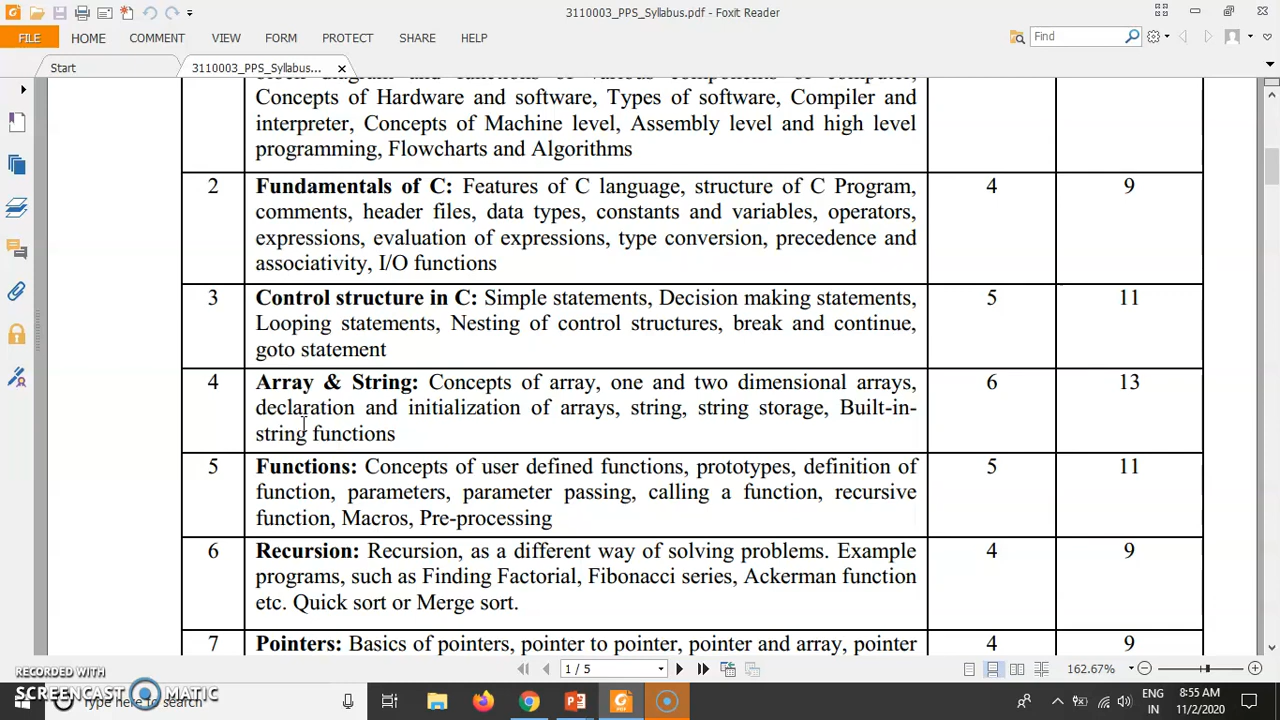 3110003_PPS_Syllabus.pdf - Foxit Reader
FILE HOME COMMENT VIEW FORM PROTECT SHARE HELP Find
Start 3110003_PPS_Syllabus...
block diagram and functions of various components of computer,
Concepts of Hardware and software, Types of software, Compiler and
interpreter, Concepts of Machine level, Assembly level and high level
programming, Flowcharts and Algorithms
2 Fundamentals of C: Features of C language, structure of C Program, 4 9
comments, header files, data types, constants and variables, operators,
expressions, evaluation of expressions, type conversion, precedence and
associativity, I/O functions
3 Control structure in C: Simple statements, Decision making statements, 5 11
Looping statements, Nesting of control structures, break and continue,
goto statement
4 Array & String: Concepts of array, one and two dimensional arrays, 6 13
declaration and initialization of arrays, string, string storage, Built-in-
string functions
5 Functions: Concepts of user defined functions, prototypes, definition of 5 11
function, parameters, parameter passing, calling a function, recursive
function, Macros, Pre-processing
6 Recursion: Recursion, as a different way of solving problems. Example 4 9
programs, such as Finding Factorial, Fibonacci series, Ackerman function
etc. Quick sort or Merge sort.
7 Pointers: Basics of pointers, pointer to pointer, pointer and array, pointer 4 9
1 / 5 162.67%
RECORDED WITH
SCREENCAST MATIC
Type here to search
ENG 8:55 AM
IN 11/2/2020